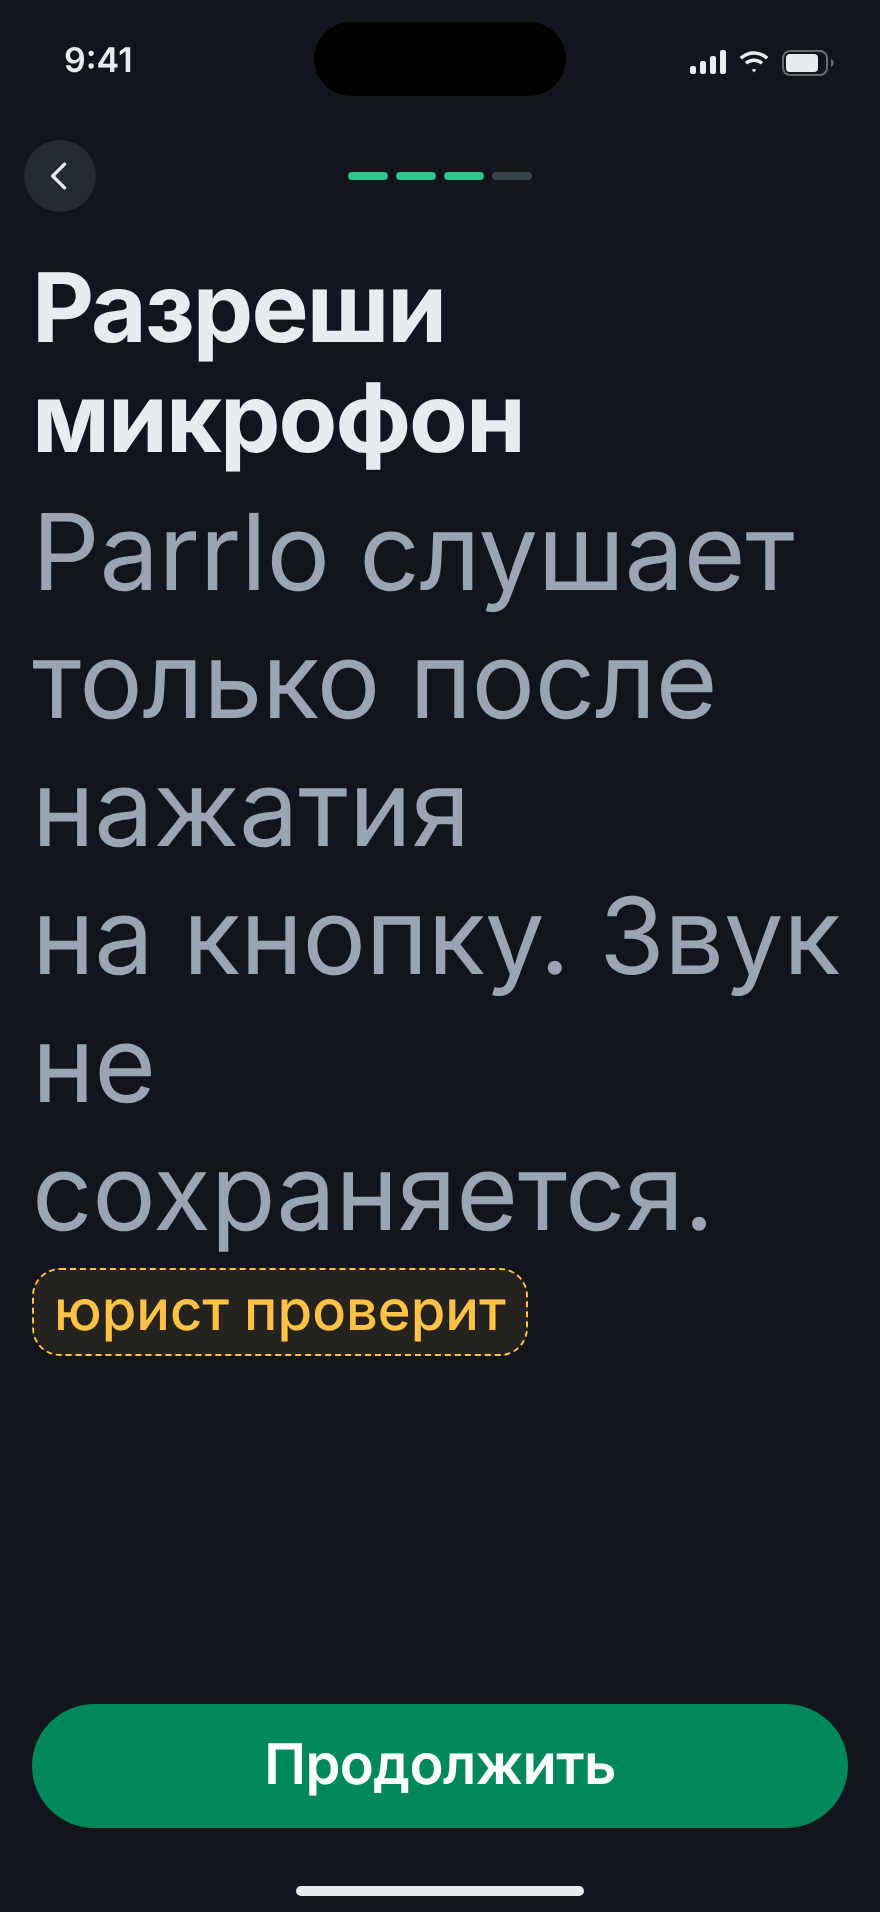 9:41
Разреши
микрофон
Parrlo слушает
только после
нажатия
на кнопку. Звук
не
сохраняется.
юрист проверит
Продолжить